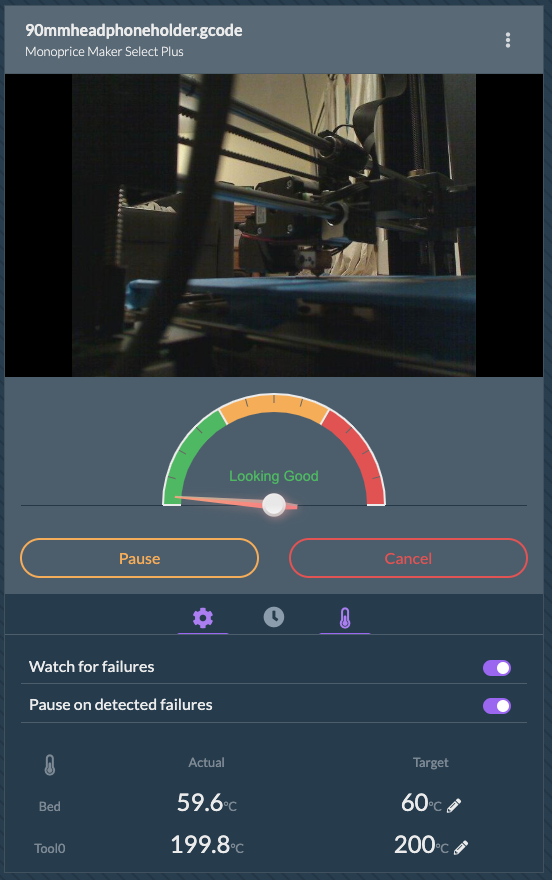 90mmheadphoneholder.gcode
Monoprice Maker Select Plus
Looking Good
Pause Cancel
Watch for failures
Pause on detected failures
Actual Target
Bed 59.6°C 60°C
Tool0 199.8°C 200°C